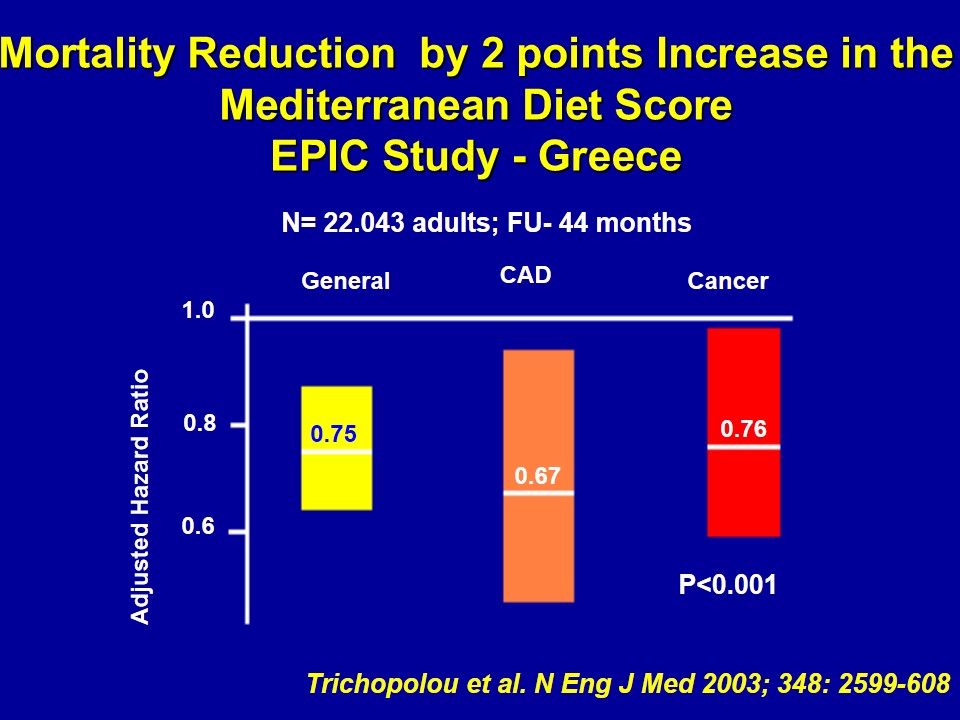 Mortality Reduction by 2 points Increase in the
Mediterranean Diet Score
EPIC Study - Greece
N= 22.043 adults; FU- 44 months
General
CAD
Cancer
1.0
0.8
0.6
Adjusted Hazard Ratio
0.75
0.67
0.76
P<0.001
Trichopolou et al. N Eng J Med 2003; 348: 2599-608